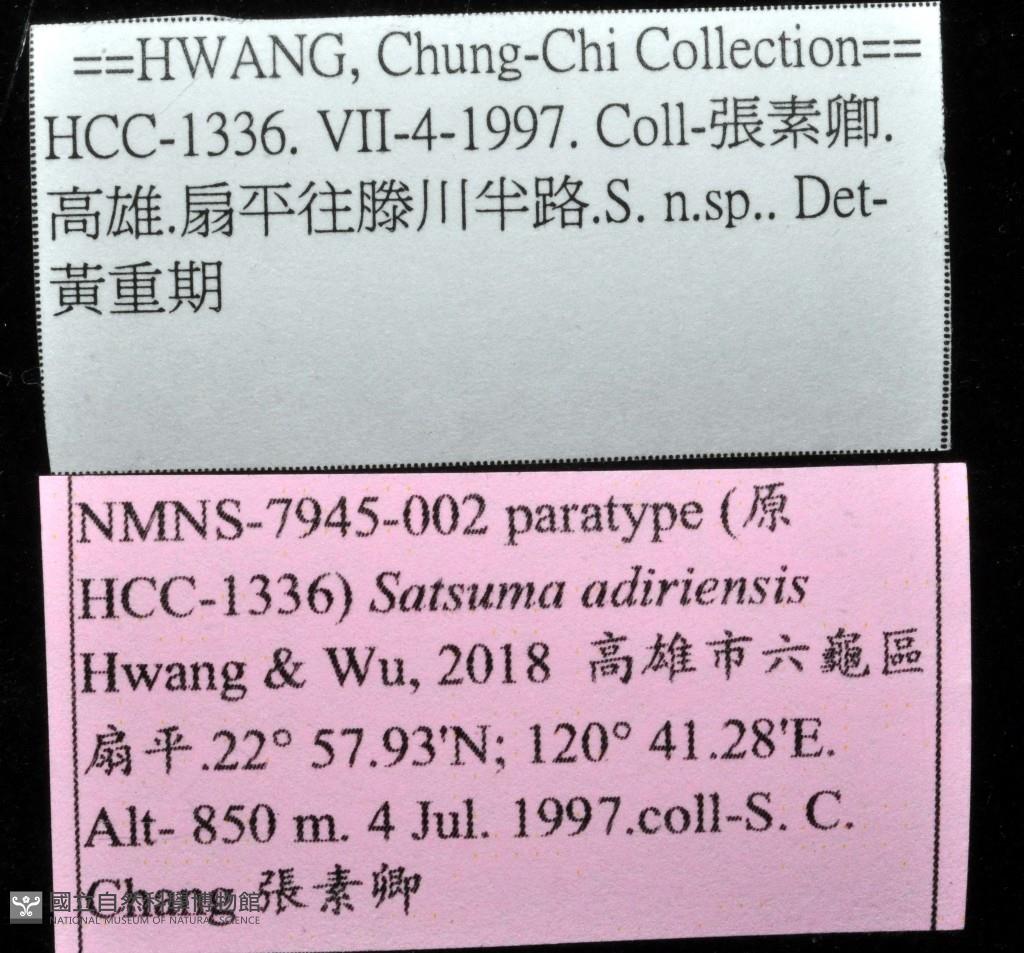 ==HWANG, Chung-Chi Collection==
HCC-1336. VII-4-1997. Coll-張素卿.
高雄.扇平往滕川半路.S. n.sp.. Det-
黃重期
NMNS-7945-002 paratype (原
HCC-1336) Satsuma adiriensis
Hwang & Wu, 2018 高雄市六龜區
扇平.22° 57.93'N; 120° 41.28'E.
Alt- 850 m. 4 Jul. 1997.coll-S. C.
Chang 張素卿
國立自然科學博物館
NATIONAL MUSEUM OF NATURAL SCIENCE